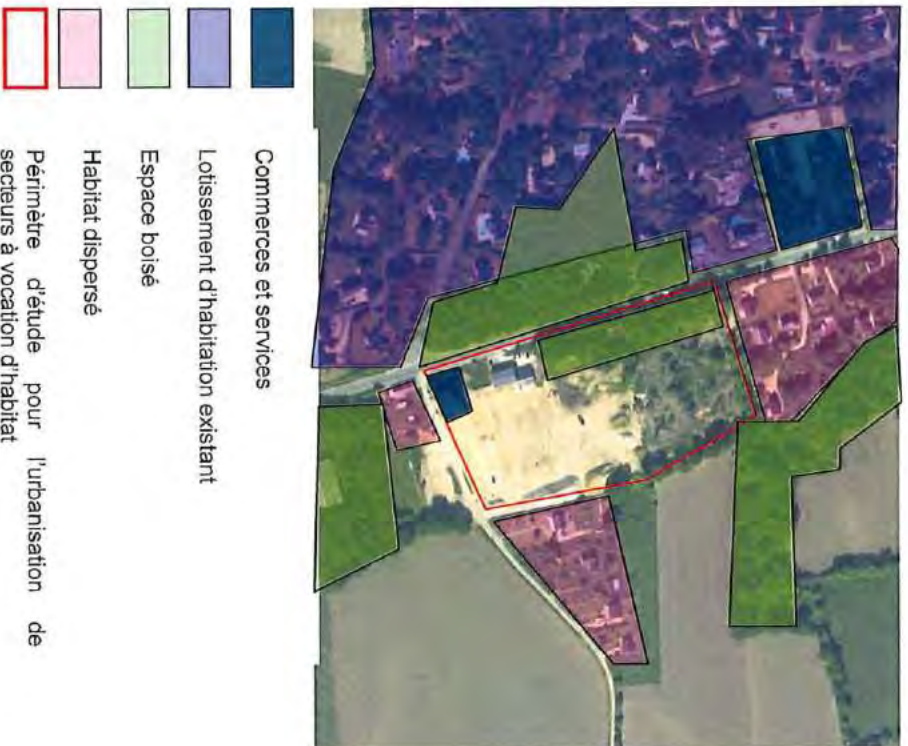 Commerces et services
Lotissement d'habitation existant
Espace boisé
Habitat dispersé
Périmètre d'étude pour l'urbanisation de
secteurs à vocation d'habitat